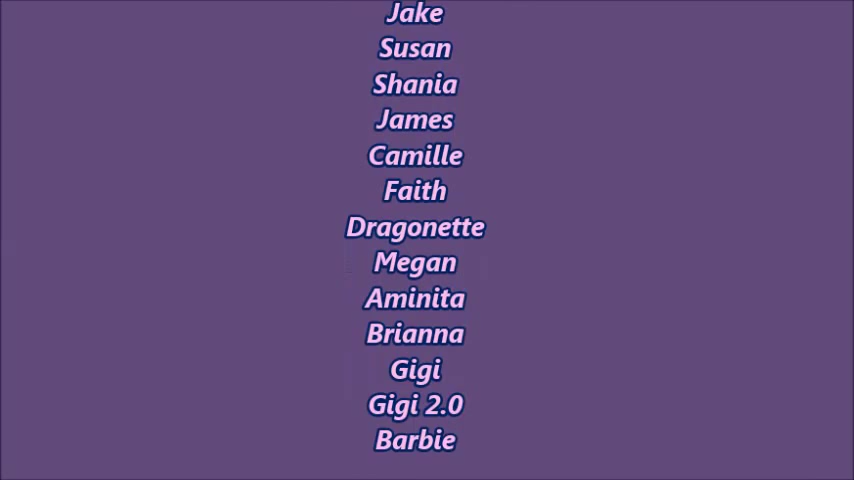 Jake
Susan
Shania
James
Camille
Faith
Dragonette
Megan
Aminita
Brianna
Gigi
Gigi 2.0
Barbie